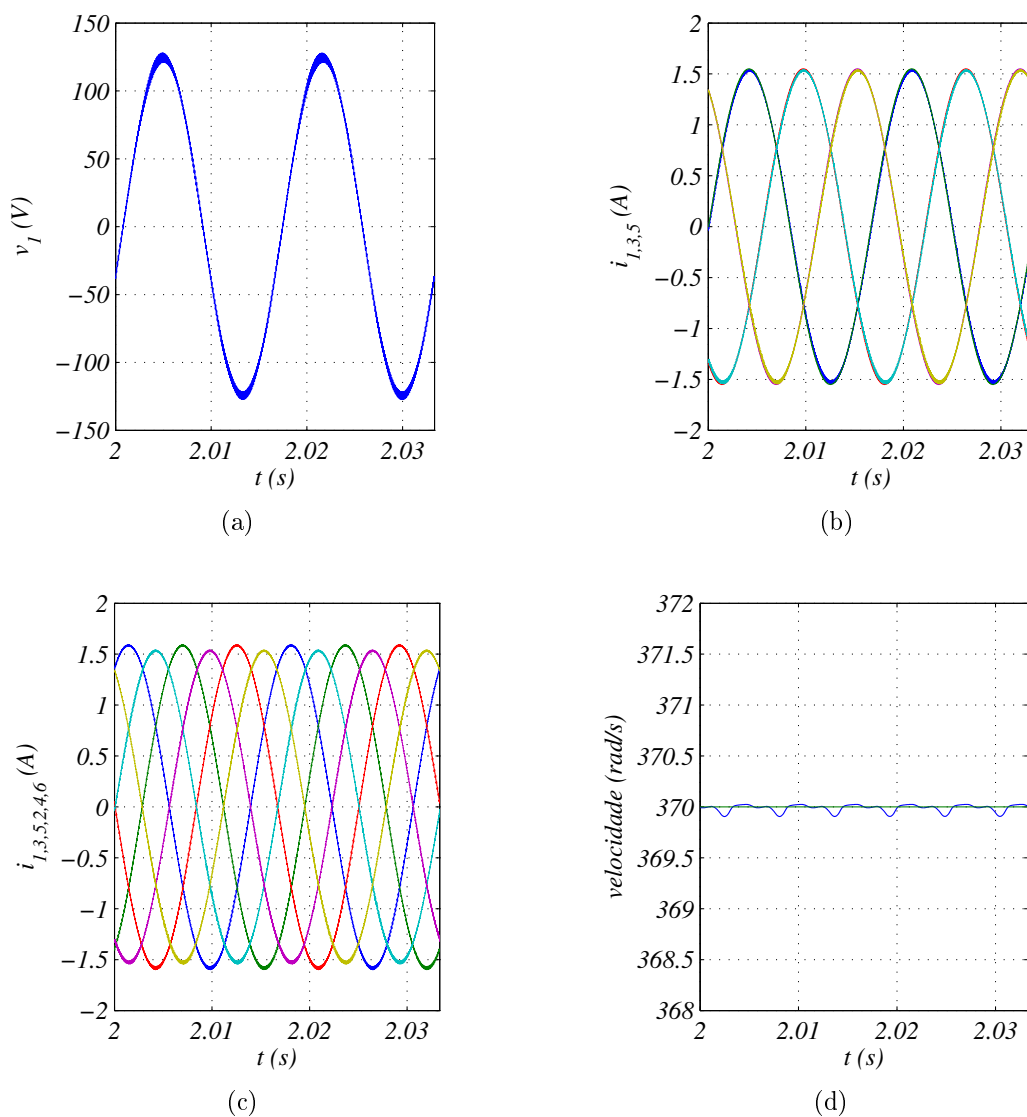 150
100
50
0
−50
−100
−150
2 2.01 2.02 2.03
t (s)
v1 (V)
(a)
2
1.5
1
0.5
0
−0.5
−1
−1.5
−2
2 2.01 2.02 2.03
t (s)
i1,3,5 (A)
(b)
2
1.5
1
0.5
0
−0.5
−1
−1.5
−2
2 2.01 2.02 2.03
t (s)
i1,3,5,2,4,6 (A)
(c)
372
371.5
371
370.5
370
369.5
369
368.5
368
2 2.01 2.02 2.03
t (s)
velocidade (rad/s)
(d)